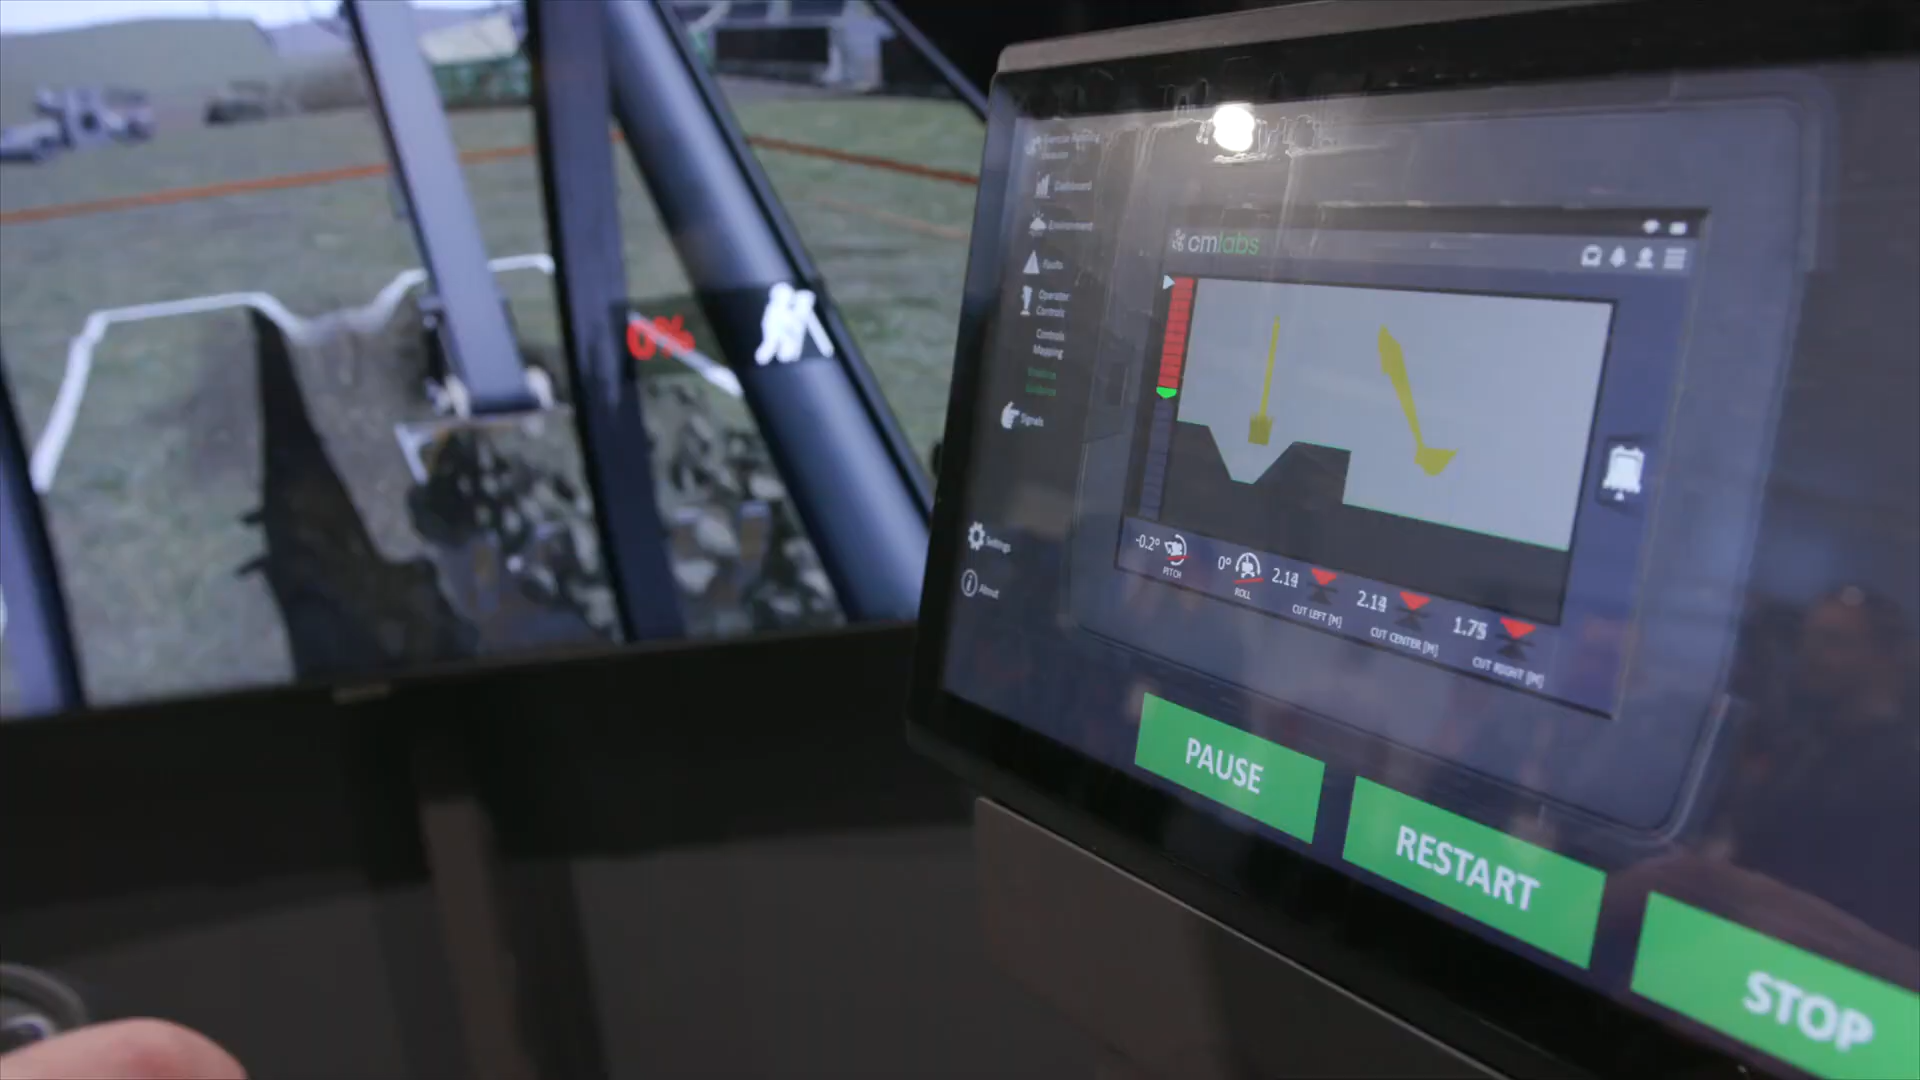 0%
Dashboard
Environment
Faults
Operator
Controls
Controls
Mapping
Signals
Settings
About
cmlabs
-0.2°
PITCH
0°
ROLL
2.14
CUT LEFT [M]
2.14
CUT CENTER [M]
1.75
CUT RIGHT [M]
PAUSE
RESTART
STOP